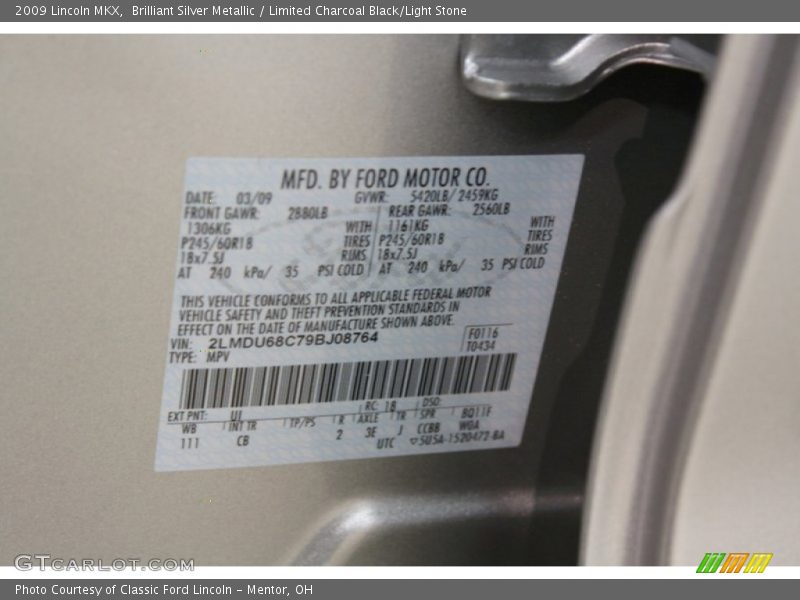 2009 Lincoln MKX,  Brilliant Silver Metallic / Limited Charcoal Black/Light Stone
MFD. BY FORD MOTOR CO.
DATE: 03/09 GVWR: 5420LB/ 2459KG
FRONT GAWR: 2880LB REAR GAWR: 2560LB
1306KG WITH 1161KG WITH
P245/60R18 TIRES P245/60R18 TIRES
18x7.5J RIMS 18x7.5J RIMS
AT 240 kPa/ 35 PSI COLD AT 240 kPa/ 35 PSI COLD
THIS VEHICLE CONFORMS TO ALL APPLICABLE FEDERAL MOTOR
VEHICLE SAFETY AND THEFT PREVENTION STANDARDS IN
EFFECT ON THE DATE OF MANUFACTURE SHOWN ABOVE.
VIN: 2LMDU68C79BJ08764 F0116
TYPE: MPV T0434
EXT PNT: UI RC: 18 DSO:
WB INT TR TP/PS R AXLE TR SPR BQ11F
111 CB 2 3E J CCBB WOA
UTC 5U5A-1520472-BA
GTCARLOT.COM
Photo Courtesy of Classic Ford Lincoln - Mentor, OH